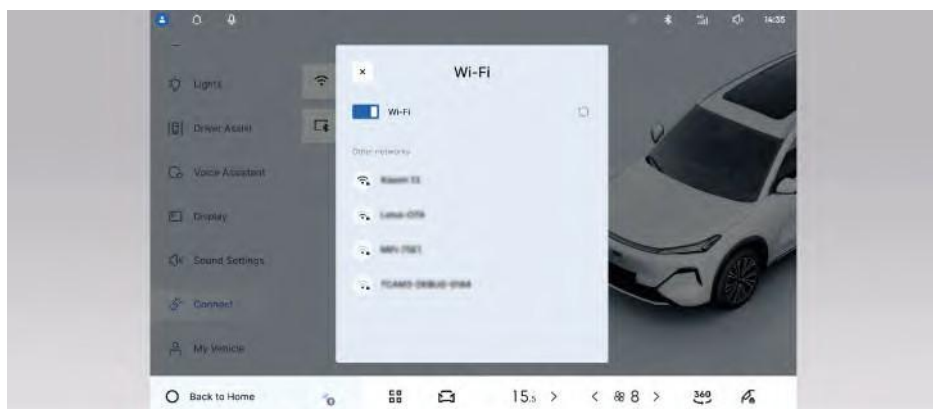 14:35
Wi-Fi
Lights
Wi-Fi
Driver Assist
Other networks
Voice Assistant
Display
Sound Settings
Connect
My Vehicle
Back to Home
15.5
8
360